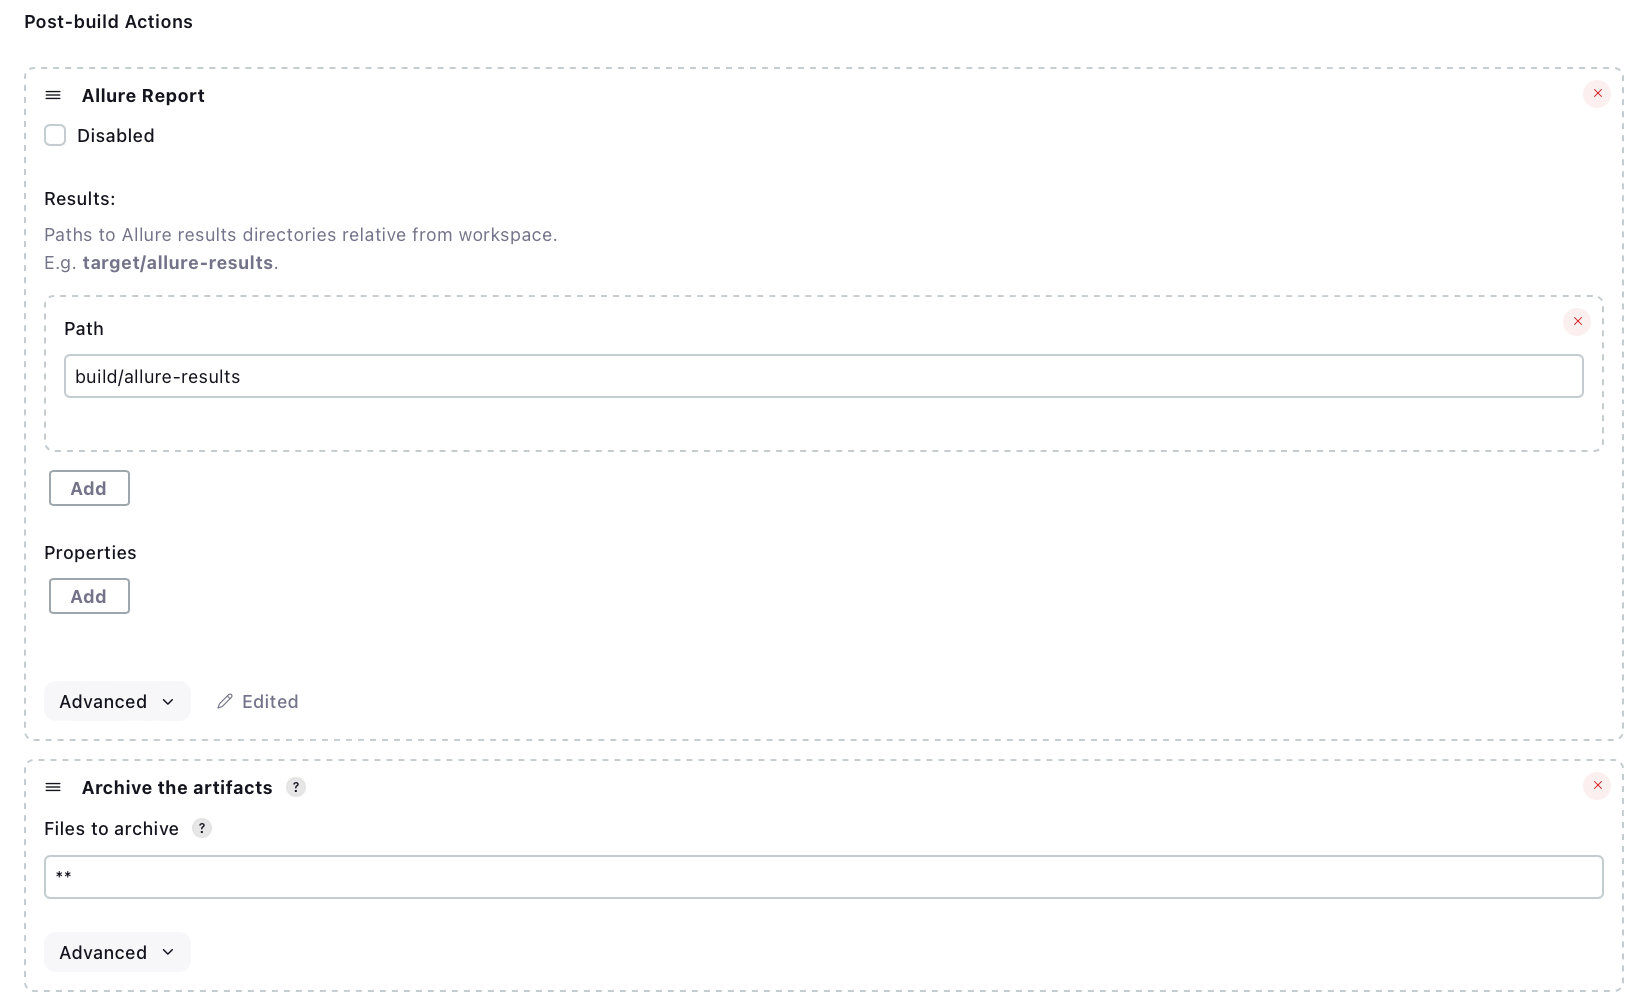 Post-build Actions
Allure Report
Disabled
Results:
Paths to Allure results directories relative from workspace.
E.g. target/allure-results.
Path
build/allure-results
Add
Properties
Add
Advanced
Edited
Archive the artifacts ?
Files to archive ?
**
Advanced